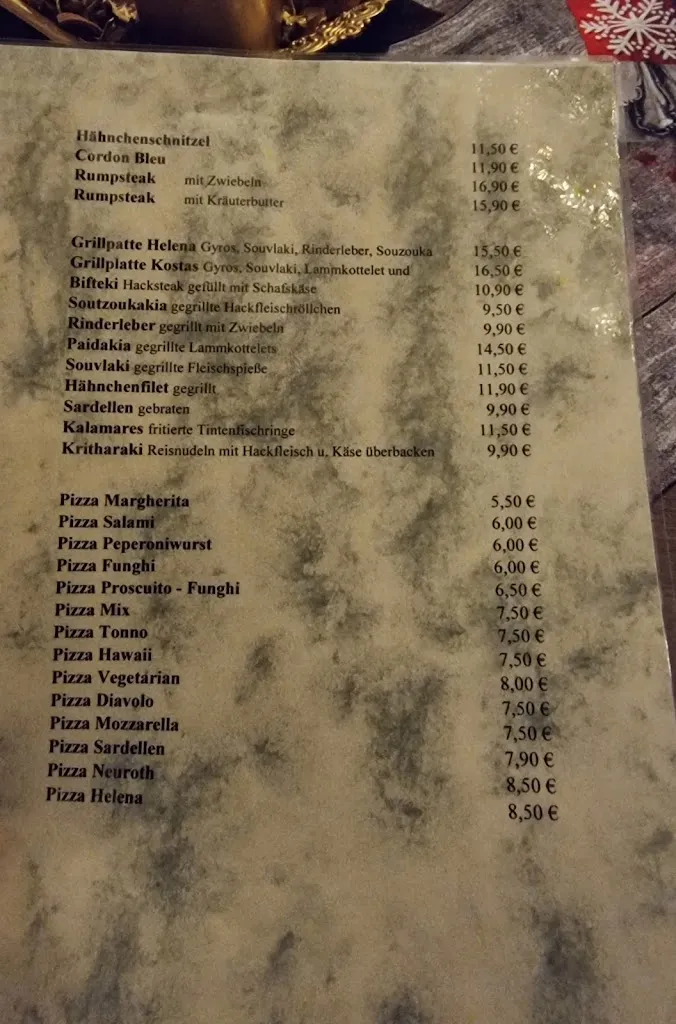 Hähnchenschnitzel 11,50 €
Cordon Bleu 11,90 €
Rumpsteak mit Zwiebeln 16,90 €
Rumpsteak mit Kräuterbutter 15,90 €
Grillpatte Helena Gyros, Souvlaki, Rinderleber, Souzouka 15,50 €
Grillplatte Kostas Gyros, Souvlaki, Lammkottelet und 16,50 €
Bifteki Hacksteak gefüllt mit Schafskäse 10,90 €
Soutzoukakia gegrillte Hackfleischröllchen 9,50 €
Rinderleber gegrillt mit Zwiebeln 9,90 €
Paidakia gegrillte Lammkottelets 14,50 €
Souvlaki gegrillte Fleischspieße 11,50 €
Hähnchenfilet gegrillt 11,90 €
Sardellen gebraten 9,90 €
Kalamares fritierte Tintenfischringe 11,50 €
Kritharaki Reisnudeln mit Hackfleisch u. Käse überbacken 9,90 €
Pizza Margherita 5,50 €
Pizza Salami 6,00 €
Pizza Peperoniwurst 6,00 €
Pizza Funghi 6,00 €
Pizza Proscuito - Funghi 6,50 €
Pizza Mix 7,50 €
Pizza Tonno 7,50 €
Pizza Hawaii 7,50 €
Pizza Vegetarian 8,00 €
Pizza Diavolo 7,50 €
Pizza Mozzarella 7,50 €
Pizza Sardellen 7,90 €
Pizza Neuroth 8,50 €
Pizza Helena 8,50 €